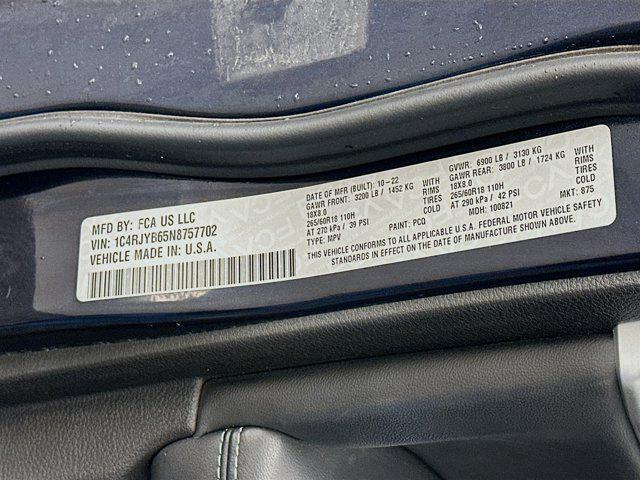 MFD BY: FCA US LLC
VIN: 1C4RJYB65N8757702
VEHICLE MADE IN: U.S.A.
DATE OF MFR (BUILT): 10-22
GAWR FRONT: 3200 LB / 1452 KG
18X8.0
265/60R18 110H
AT 270 kPa / 39 PSI
TYPE: MPV
WITH
RIMS
TIRES
COLD
PAINT: PCQ
GVWR: 6900 LB / 3130 KG
GAWR REAR: 3800 LB / 1724 KG
18X8.0
265/60R18 110H
AT 290 kPa / 42 PSI
MDH: 100821
WITH
RIMS
TIRES
COLD
MKT: 875
THIS VEHICLE CONFORMS TO ALL APPLICABLE U.S.A. FEDERAL MOTOR VEHICLE SAFETY
STANDARDS IN EFFECT ON THE DATE OF MANUFACTURE SHOWN ABOVE.